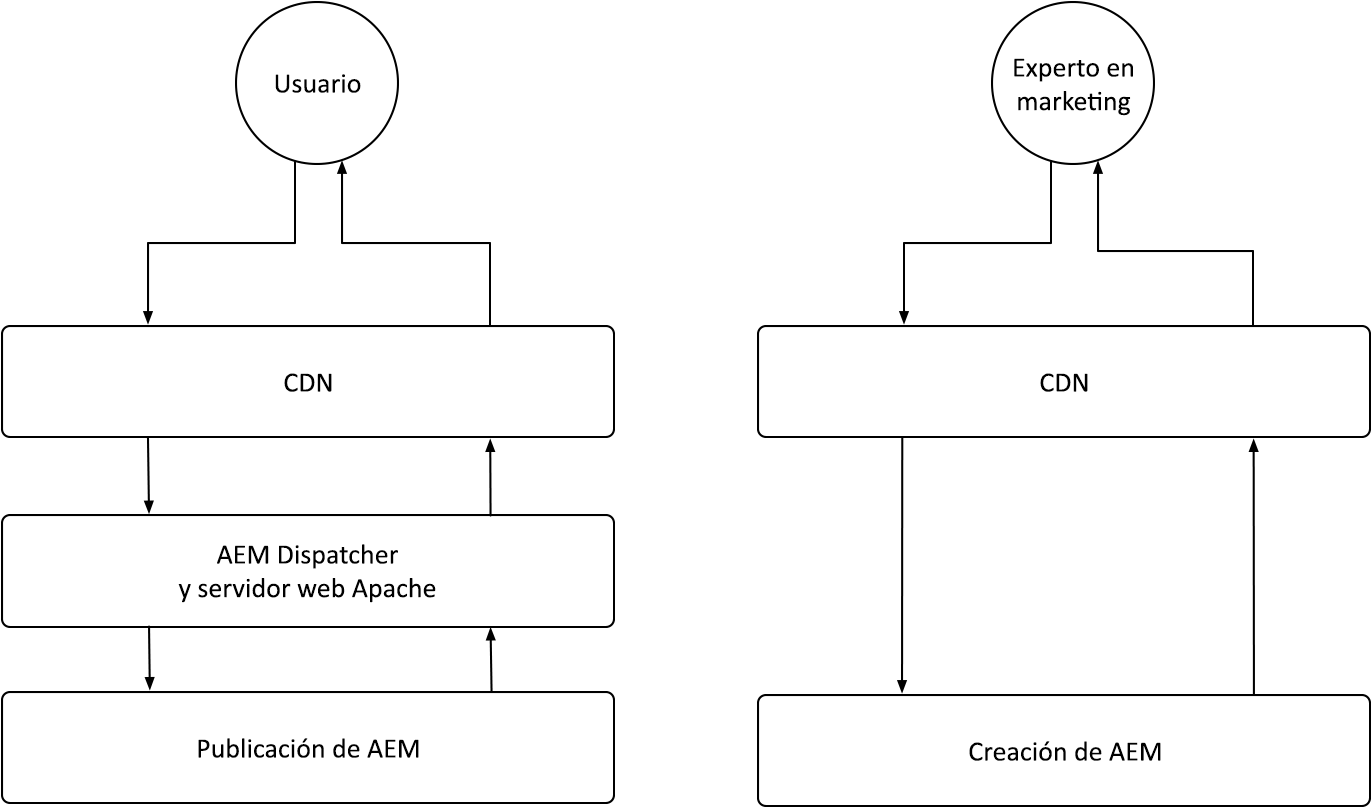 Usuario
CDN
AEM Dispatcher
y servidor web Apache
Publicación de AEM
Experto en
marketing
CDN
Creación de AEM